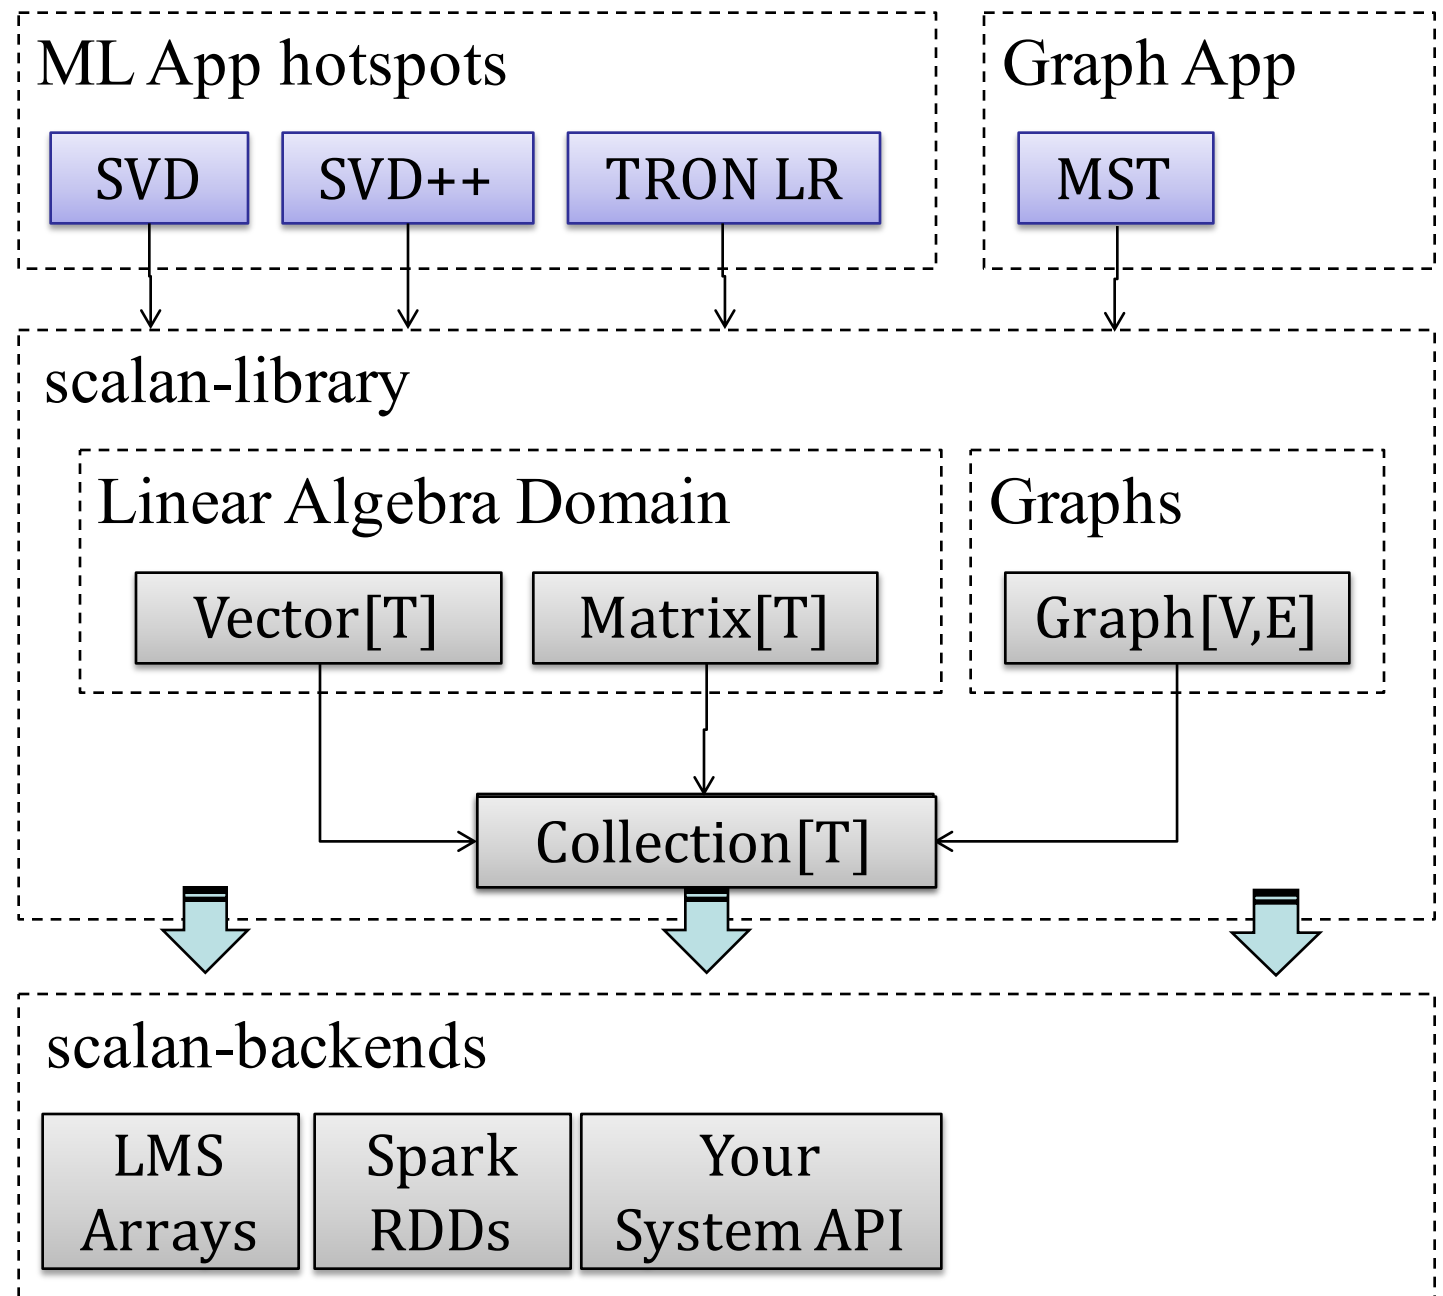 ML App hotspots
Graph App
SVD
SVD++
TRON LR
MST
scalan-library
Linear Algebra Domain
Graphs
Vector[T]
Matrix[T]
Graph[V,E]
Collection[T]
scalan-backends
LMS
Arrays
Spark
RDDs
Your
System API